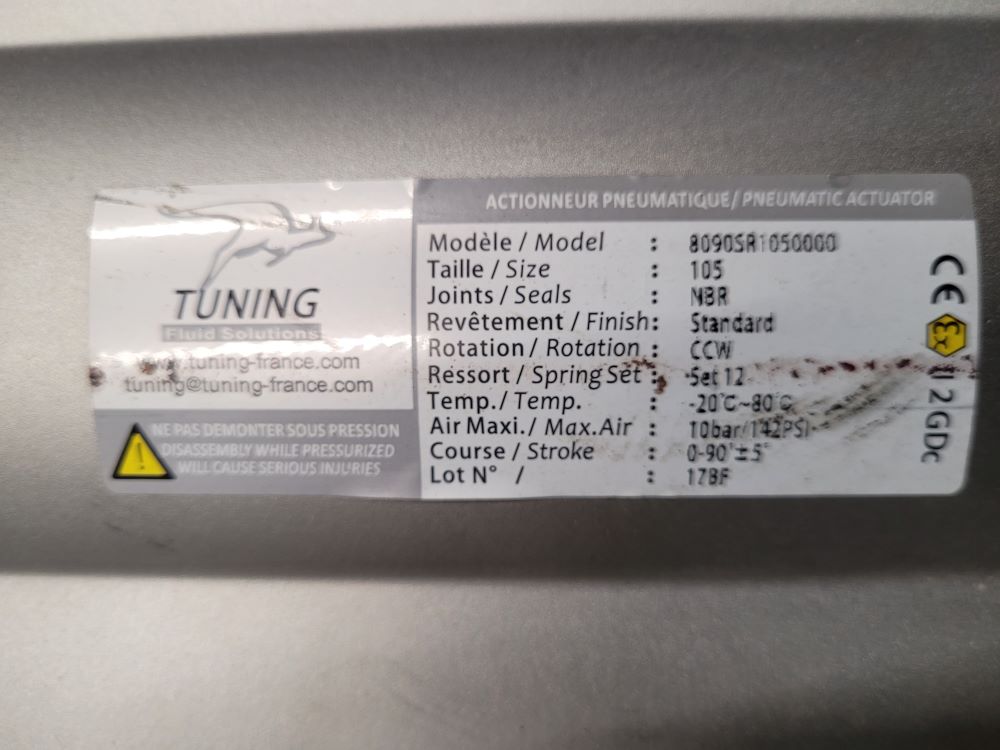 TUNING
Fluid Solutions
www.tuning-france.com
tuning@tuning-france.com
NE PAS DEMONTER SOUS PRESSION
DISASSEMBLY WHILE PRESSURIZED
WILL CAUSE SERIOUS INJURIES
ACTIONNEUR PNEUMATIQUE/PNEUMATIC ACTUATOR
Modèle / Model : 8090SR1050000
Taille / Size : 105
Joints / Seals : NBR
Revêtement / Finish: Standard
Rotation / Rotation : CCW
Ressort / Spring Set : Set 12
Temp./ Temp. : -20°C~80°C
Air Maxi./ Max.Air : 10bar/142PSI
Course / Stroke : 0-90°±5°
Lot N° / : 178F
CE Ex II 2 GDc